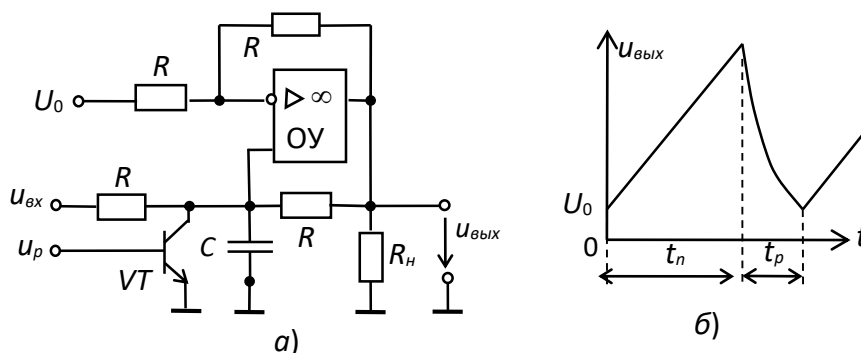 R
R
U₀
∞
ОУ
R
uвх
uр
R
C
Rн
uвых
VT
а)
uвых
U₀
0
t
tп
tр
б)